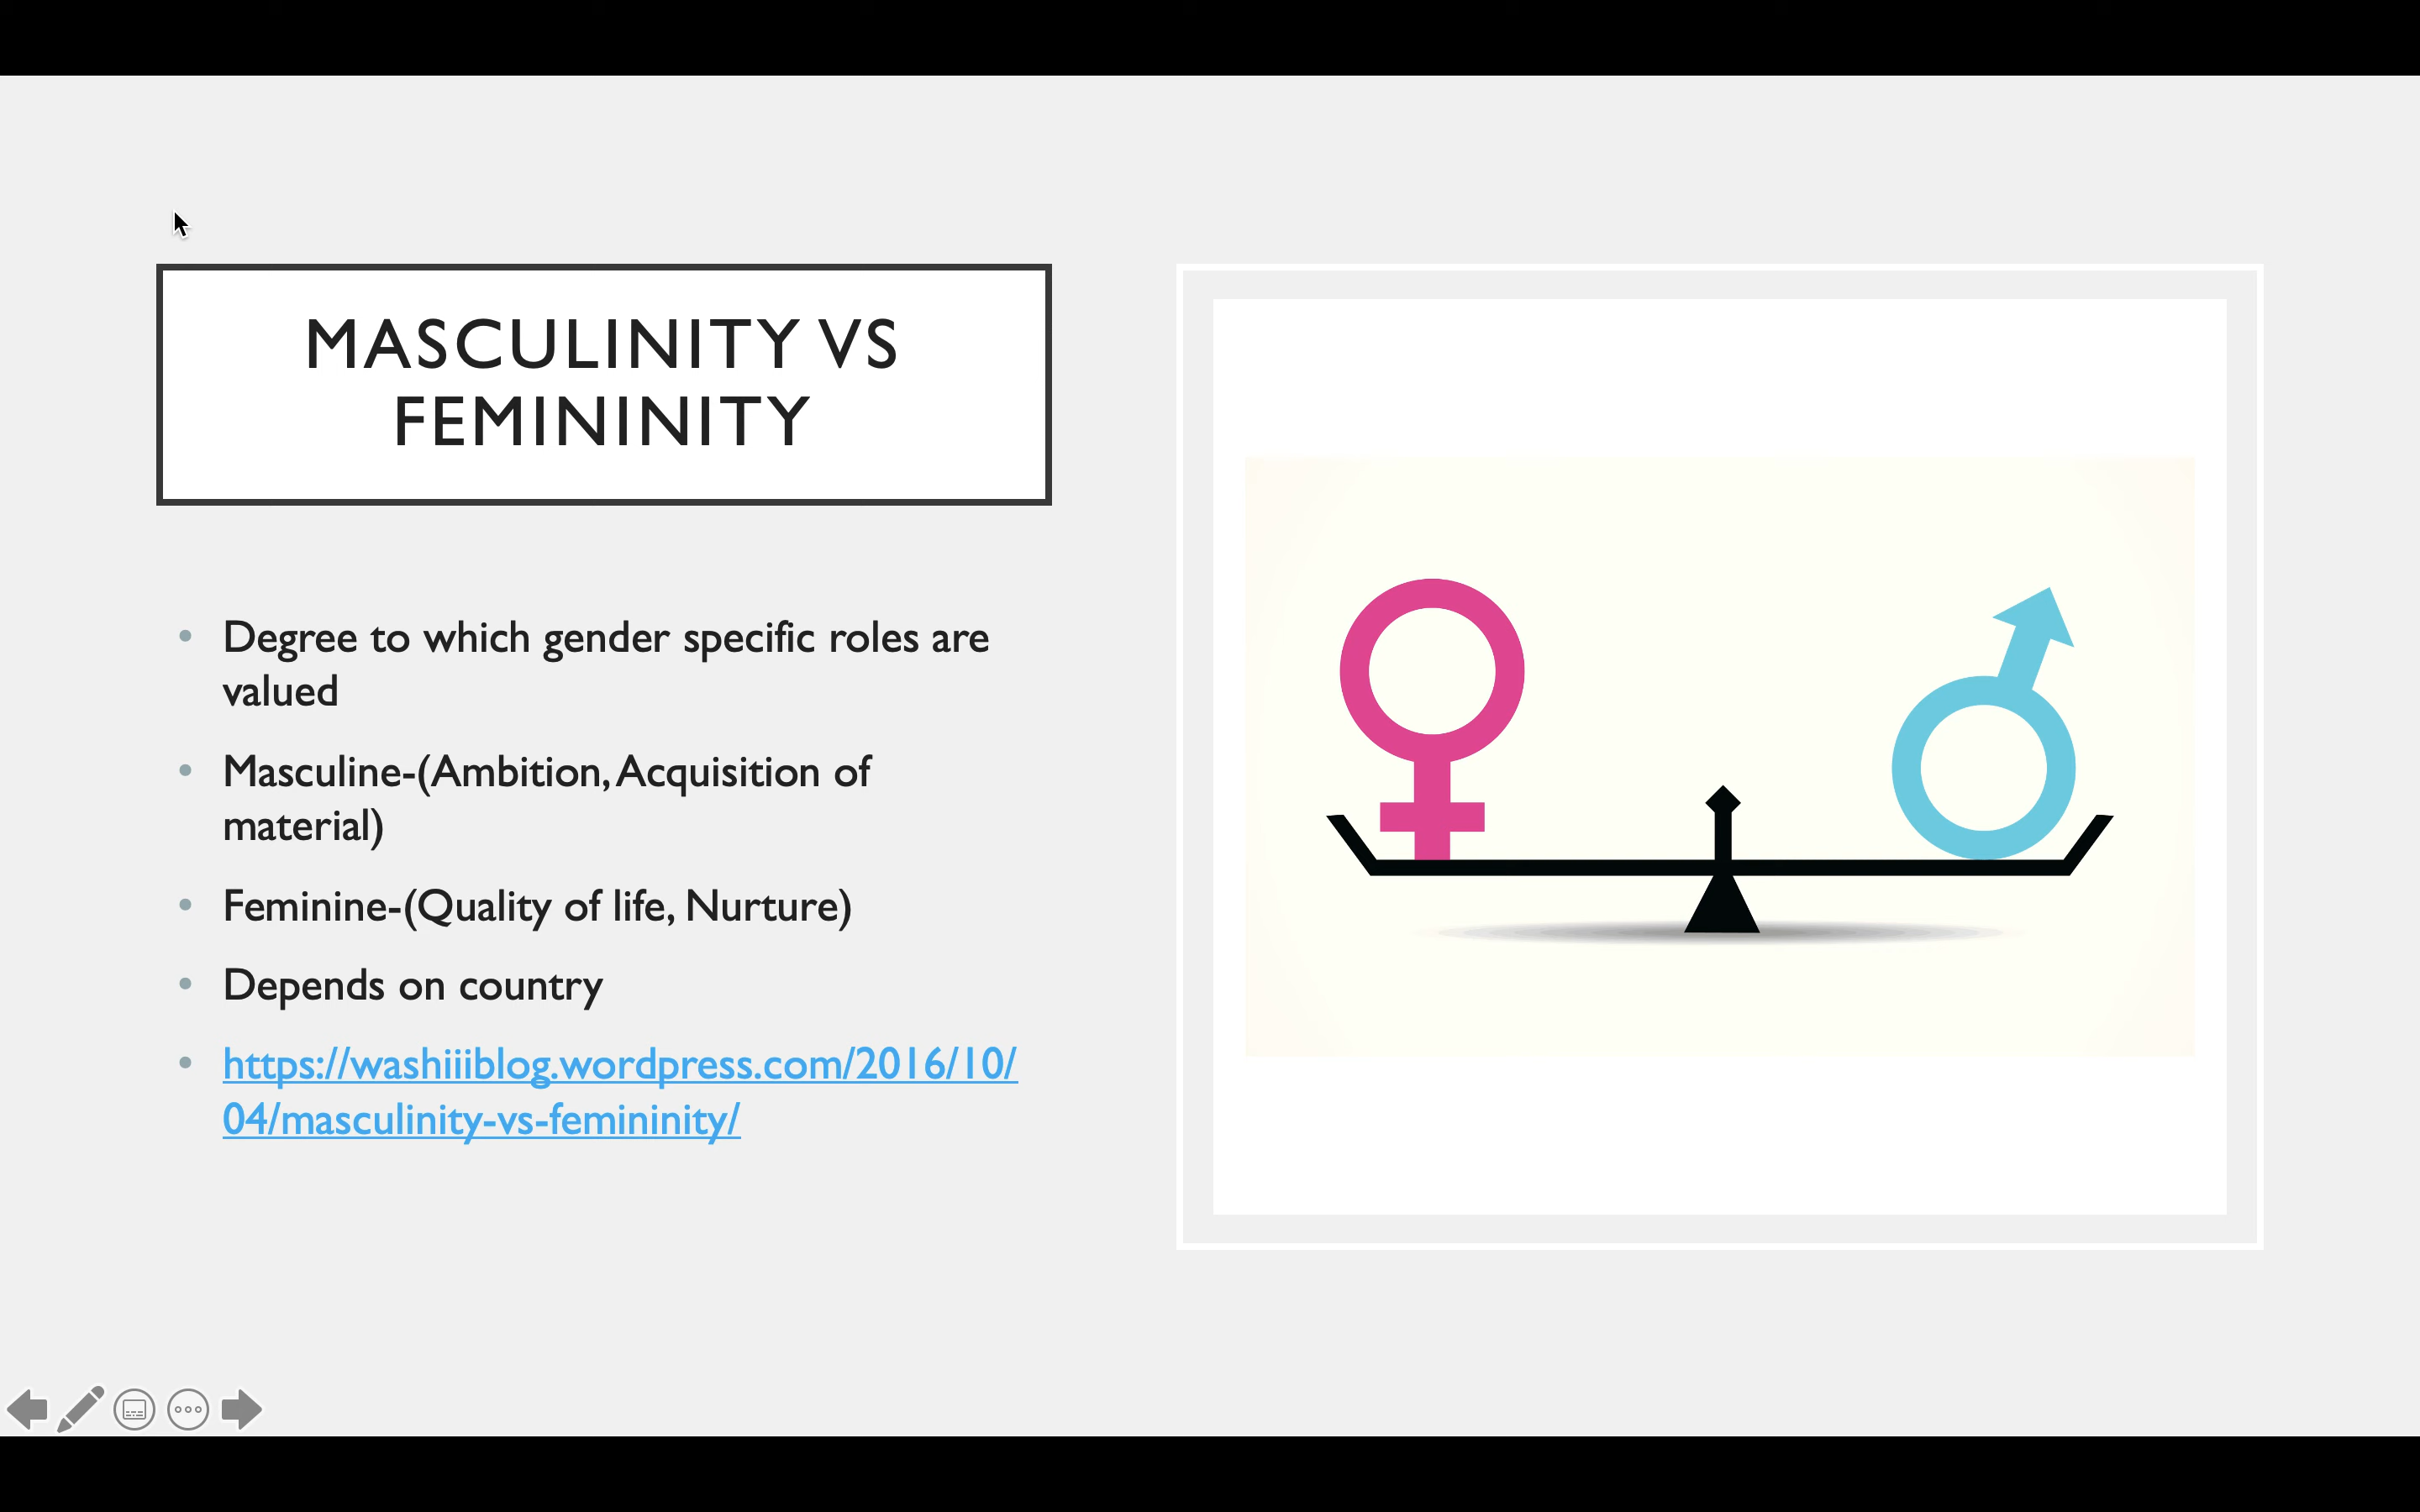 MASCULINITY VS
FEMININITY
Degree to which gender specific roles are
valued
Masculine-(Ambition, Acquisition of
material)
Feminine-(Quality of life, Nurture)
Depends on country
https://washiiiblog.wordpress.com/2016/10/
04/masculinity-vs-femininity/